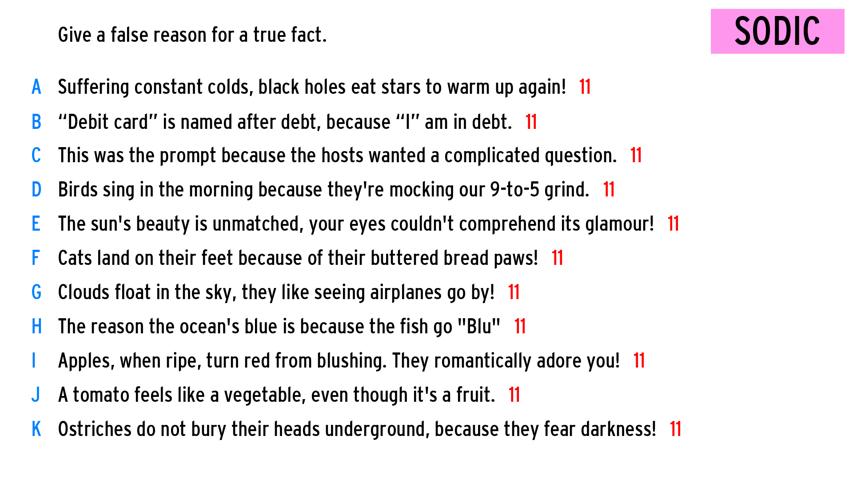 Give a false reason for a true fact.
SODIC
A Suffering constant colds, black holes eat stars to warm up again! 11
B “Debit card” is named after debt, because “I” am in debt. 11
C This was the prompt because the hosts wanted a complicated question. 11
D Birds sing in the morning because they're mocking our 9-to-5 grind. 11
E The sun's beauty is unmatched, your eyes couldn't comprehend its glamour! 11
F Cats land on their feet because of their buttered bread paws! 11
G Clouds float in the sky, they like seeing airplanes go by! 11
H The reason the ocean's blue is because the fish go "Blu" 11
I Apples, when ripe, turn red from blushing. They romantically adore you! 11
J A tomato feels like a vegetable, even though it's a fruit. 11
K Ostriches do not bury their heads underground, because they fear darkness! 11